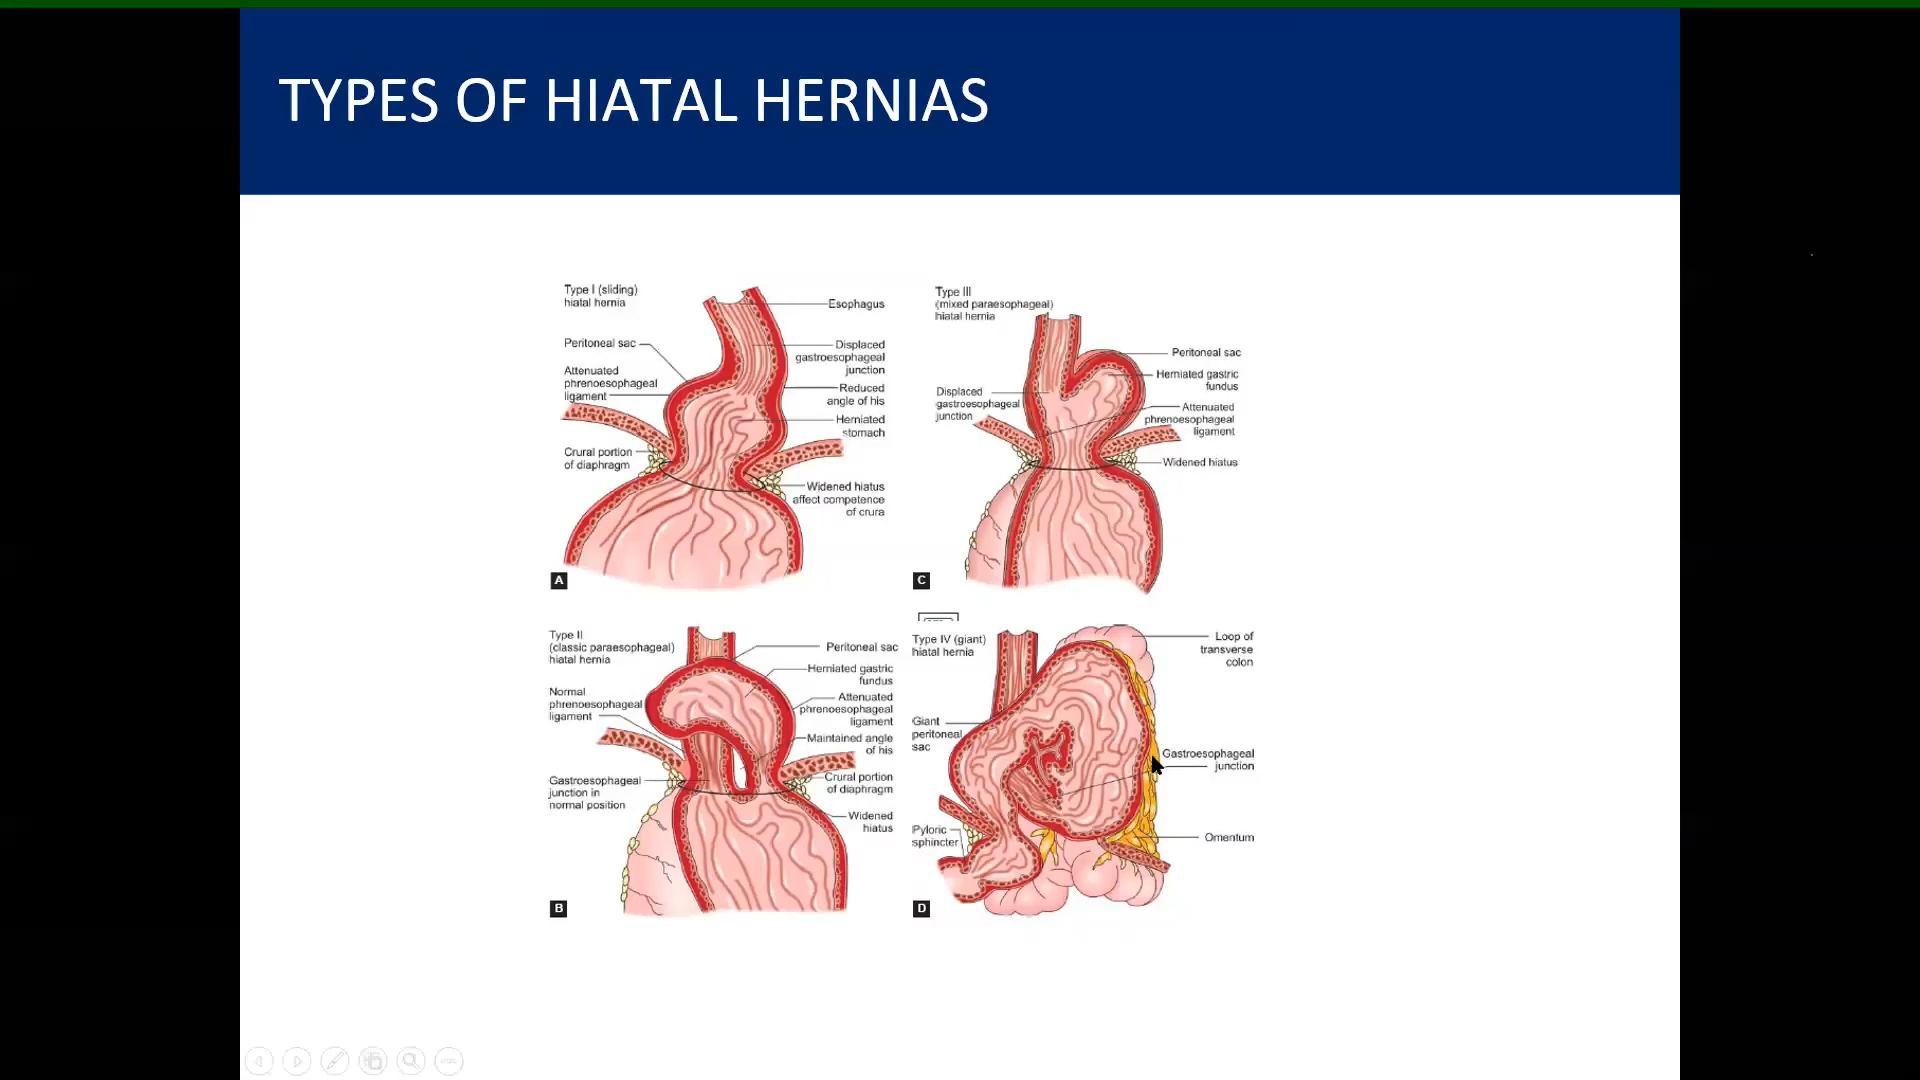 TYPES OF HIATAL HERNIAS
Type I (sliding)
hiatal hernia
Peritoneal sac
Attenuated
phrenoesophageal
ligament
Crural portion
of diaphragm
Esophagus
Displaced
gastroesophageal
junction
Reduced
angle of his
Herniated
stomach
Widened hiatus
affect competence
of crura
A
Type III
(mixed paraesophageal)
hiatal hernia
Displaced
gastroesophageal
junction
Peritoneal sac
Herniated gastric
fundus
Attenuated
phrenoesophageal
ligament
Widened hiatus
C
Type II
(classic paraesophageal)
hiatal hernia
Normal
phrenoesophageal
ligament
Gastroesophageal
junction in
normal position
Peritoneal sac
Herniated gastric
fundus
Attenuated
phrenoesophageal
ligament
Maintained angle
of his
Crural portion
of diaphragm
Widened
hiatus
B
Type IV (giant)
hiatal hernia
Giant
peritoneal
sac
Pyloric
sphincter
Loop of
transverse
colon
Gastroesophageal
junction
Omentum
D